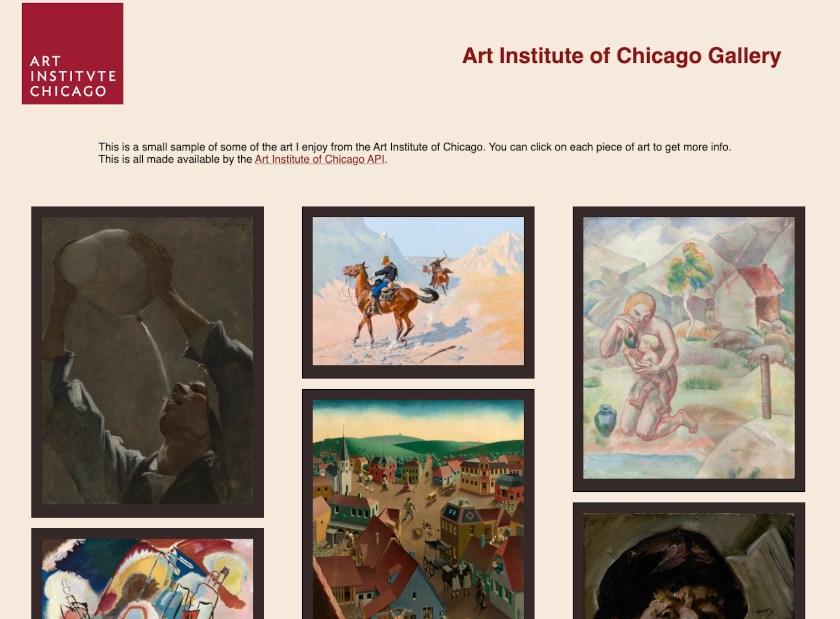 ART
INSTITVTE
CHICAGO
Art Institute of Chicago Gallery
This is a small sample of some of the art I enjoy from the Art Institute of Chicago. You can click on each piece of art to get more info.
This is all made available by the Art Institute of Chicago API.